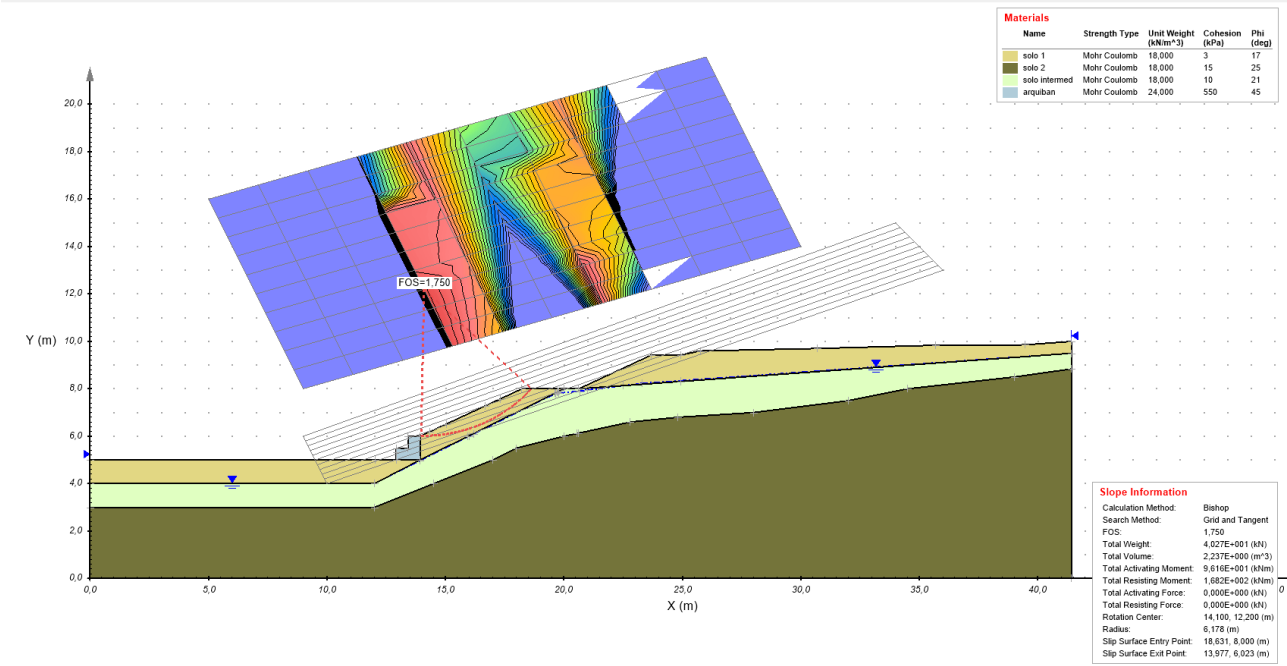 Materials
Name Strength Type Unit Weight (kN/m^3) Cohesion (kPa) Phi (deg)
solo 1 Mohr Coulomb 18,000 3 17
solo 2 Mohr Coulomb 18,000 15 25
solo intermed Mohr Coulomb 18,000 10 21
arquiban Mohr Coulomb 24,000 550 45
20,0
18,0
16,0
14,0
FOS=1,750
12,0
Y (m)
10,0
8,0
6,0
4,0
2,0
0,0
0,0 5,0 10,0 15,0 20,0 25,0 30,0 35,0 40,0
X (m)
Slope Information
Calculation Method: Bishop
Search Method: Grid and Tangent
FOS: 1,750
Total Weight: 4,027E+001 (kN)
Total Volume: 2,237E+000 (m^3)
Total Activating Moment: 9,616E+001 (kNm)
Total Resisting Moment: 1,682E+002 (kNm)
Total Activating Force: 0,000E+000 (kN)
Total Resisting Force: 0,000E+000 (kN)
Rotation Center: 14,100, 12,200 (m)
Radius: 6,178 (m)
Slip Surface Entry Point: 18,631, 8,000 (m)
Slip Surface Exit Point: 13,977, 6,023 (m)